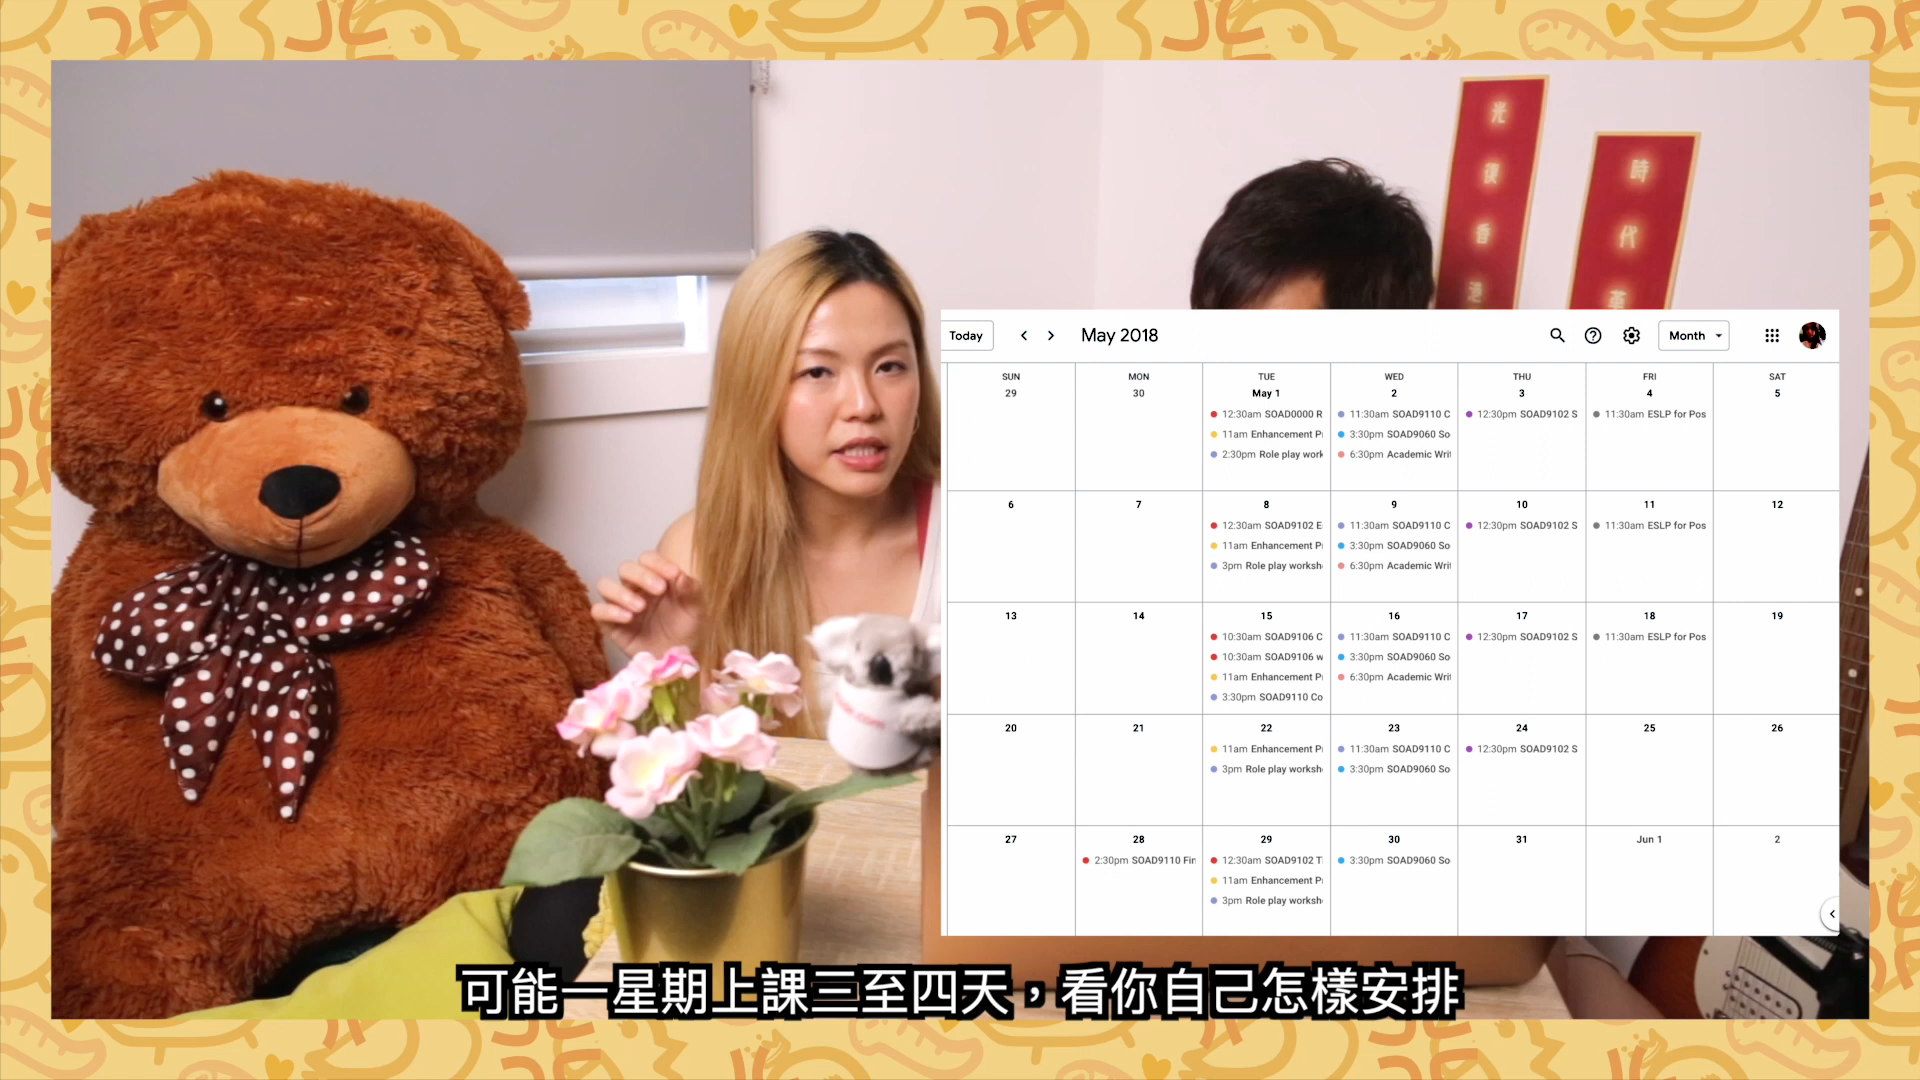 光復香港
時代革
Today
May 2018
Month
SUN MON TUE WED THU FRI SAT
29 30 May 1 2 3 4 5
12:30am SOAD0000 R
11am Enhancement P
2:30pm Role play work
11:30am SOAD9110 C
3:30pm SOAD9060 So
6:30pm Academic Wri
12:30pm SOAD9102 S
11:30am ESLP for Pos
6 7 8 9 10 11 12
12:30am SOAD9102 E
11am Enhancement P
3pm Role play worksh
11:30am SOAD9110 C
3:30pm SOAD9060 So
6:30pm Academic Wri
12:30pm SOAD9102 S
11:30am ESLP for Pos
13 14 15 16 17 18 19
10:30am SOAD9106 C
10:30am SOAD9106 w
11am Enhancement P
3:30pm SOAD9110 Co
11:30am SOAD9110 C
3:30pm SOAD9060 So
6:30pm Academic Wri
12:30pm SOAD9102 S
11:30am ESLP for Pos
20 21 22 23 24 25 26
11am Enhancement P
3pm Role play worksh
11:30am SOAD9110 C
3:30pm SOAD9060 So
12:30pm SOAD9102 S
27 28 29 30 31 Jun 1 2
2:30pm SOAD9110 Fin
12:30am SOAD9102 T
11am Enhancement P
3pm Role play worksh
3:30pm SOAD9060 So
可能一星期上課三至四天，看你自己怎樣安排